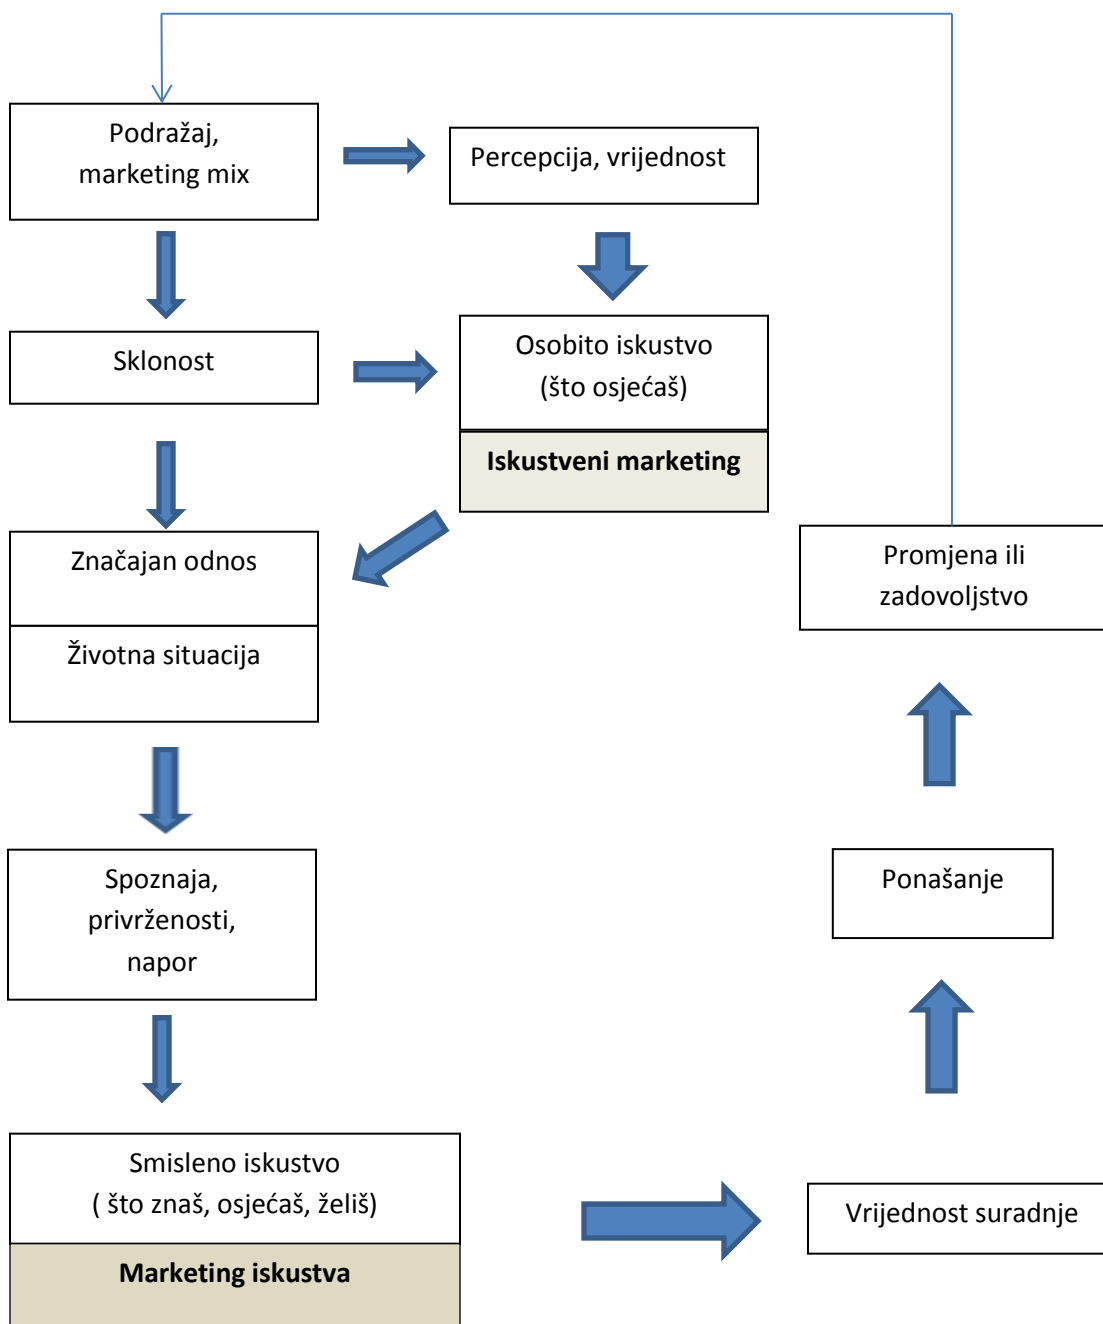 Podražaj,
marketing mix
Percepcija, vrijednost
Sklonost
Osobito iskustvo
(što osjećaš)
Iskustveni marketing
Značajan odnos
Životna situacija
Promjena ili
zadovoljstvo
Spoznaja,
privrženosti,
napor
Ponašanje
Smisleno iskustvo
( što znaš, osjećaš, želiš)
Marketing iskustva
Vrijednost suradnje